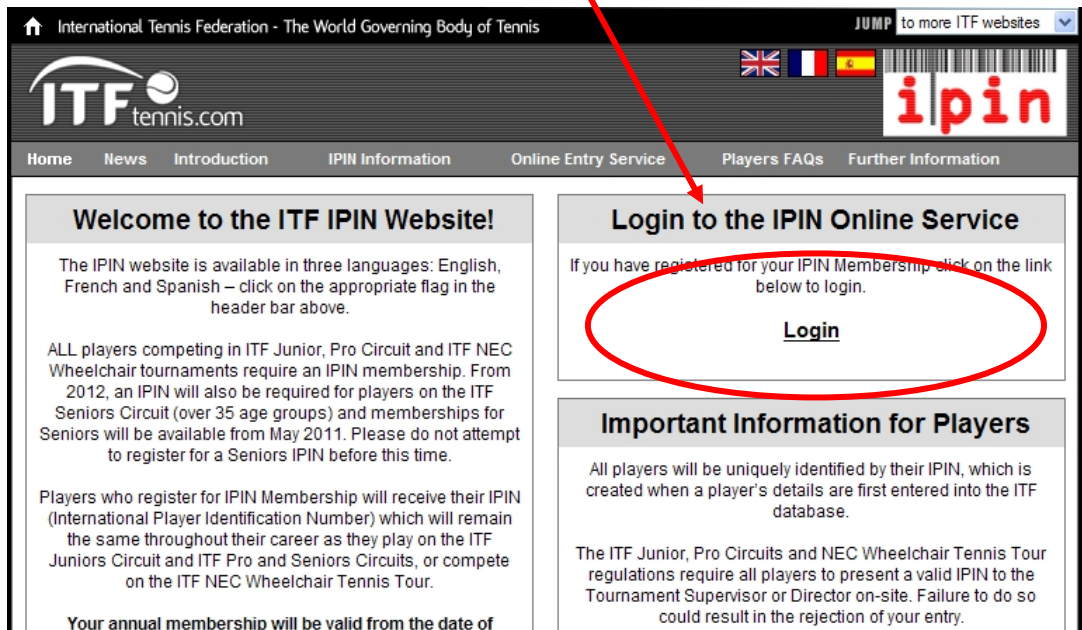 International Tennis Federation - The World Governing Body of Tennis
JUMP to more ITF websites
ITFtennis.com
ipin
Home News Introduction IPIN Information Online Entry Service Players FAQs Further Information
Welcome to the ITF IPIN Website!
The IPIN website is available in three languages: English,
French and Spanish – click on the appropriate flag in the
header bar above.
ALL players competing in ITF Junior, Pro Circuit and ITF NEC
Wheelchair tournaments require an IPIN membership. From
2012, an IPIN will also be required for players on the ITF
Seniors Circuit (over 35 age groups) and memberships for
Seniors will be available from May 2011. Please do not attempt
to register for a Seniors IPIN before this time.
Players who register for IPIN Membership will receive their IPIN
(International Player Identification Number) which will remain
the same throughout their career as they play on the ITF
Juniors Circuit and ITF Pro and Seniors Circuits, or compete
on the ITF NEC Wheelchair Tennis Tour.
Your annual membership will be valid from the date of
Login to the IPIN Online Service
If you have registered for your IPIN Membership click on the link
below to login.
Login
Important Information for Players
All players will be uniquely identified by their IPIN, which is
created when a player's details are first entered into the ITF
database.
The ITF Junior, Pro Circuits and NEC Wheelchair Tennis Tour
regulations require all players to present a valid IPIN to the
Tournament Supervisor or Director on-site. Failure to do so
could result in the rejection of your entry.